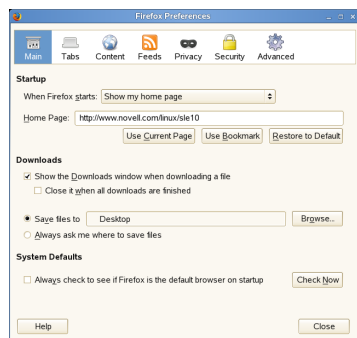 Firefox Preferences
Main Tabs Content Feeds Privacy Security Advanced
Startup
When Firefox starts: Show my home page
Home Page: http://www.novell.com/linux/sle10
Use Current Page Use Bookmark Restore to Default
Downloads
Show the Downloads window when downloading a file
Close it when all downloads are finished
Save files to Desktop Browse...
Always ask me where to save files
System Defaults
Always check to see if Firefox is the default browser on startup Check Now
Help Close